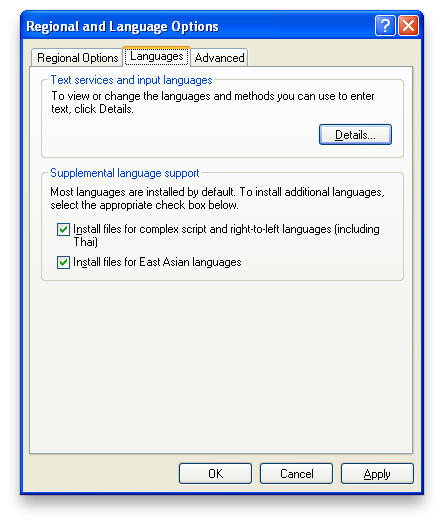 Regional and Language Options
Regional Options
Languages
Advanced
Text services and input languages
To view or change the languages and methods you can use to enter
text, click Details.
Details...
Supplemental language support
Most languages are installed by default. To install additional languages,
select the appropriate check box below.
Install files for complex script and right-to-left languages (including
Thai)
Install files for East Asian languages
OK
Cancel
Apply